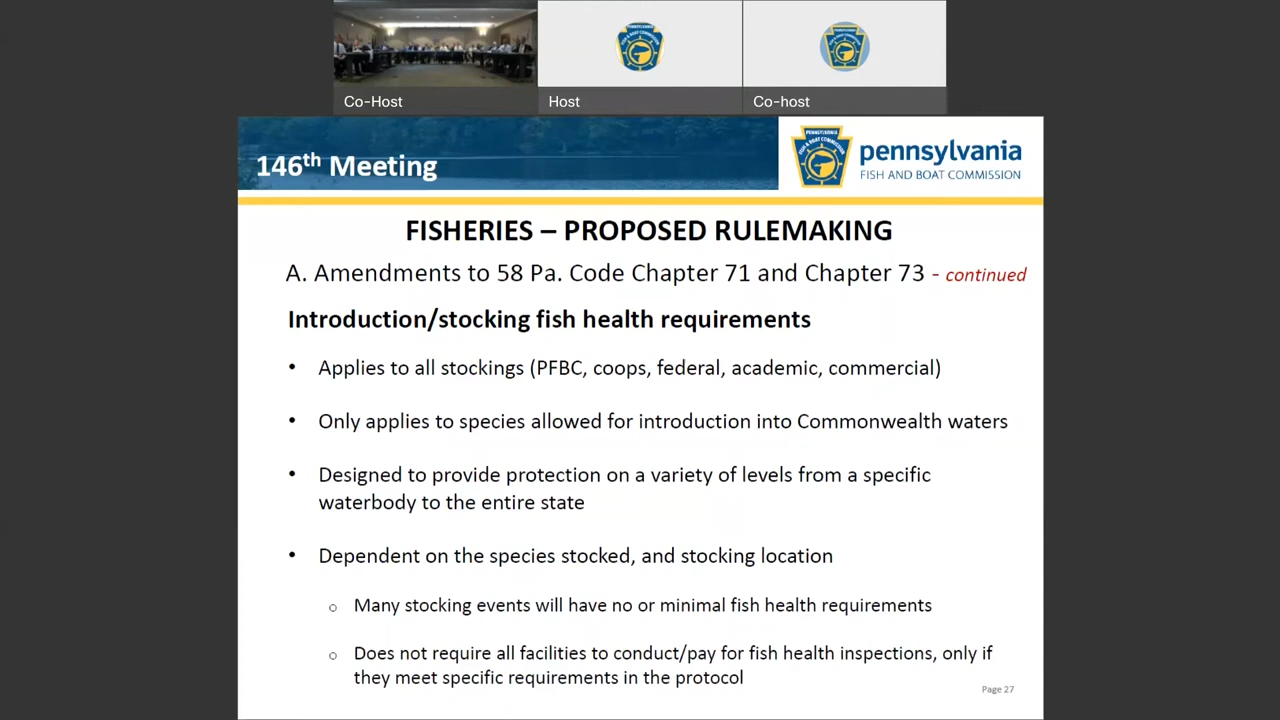 Co-Host
Host
Co-host
146th Meeting
PENNSYLVANIA
FISH & BOAT COMMISSION
pennsylvania
FISH AND BOAT COMMISSION
FISHERIES – PROPOSED RULEMAKING
A. Amendments to 58 Pa. Code Chapter 71 and Chapter 73 - continued
Introduction/stocking fish health requirements
• Applies to all stockings (PFBC, coops, federal, academic, commercial)
• Only applies to species allowed for introduction into Commonwealth waters
• Designed to provide protection on a variety of levels from a specific
waterbody to the entire state
• Dependent on the species stocked, and stocking location
o Many stocking events will have no or minimal fish health requirements
o Does not require all facilities to conduct/pay for fish health inspections, only if
they meet specific requirements in the protocol
Page 27